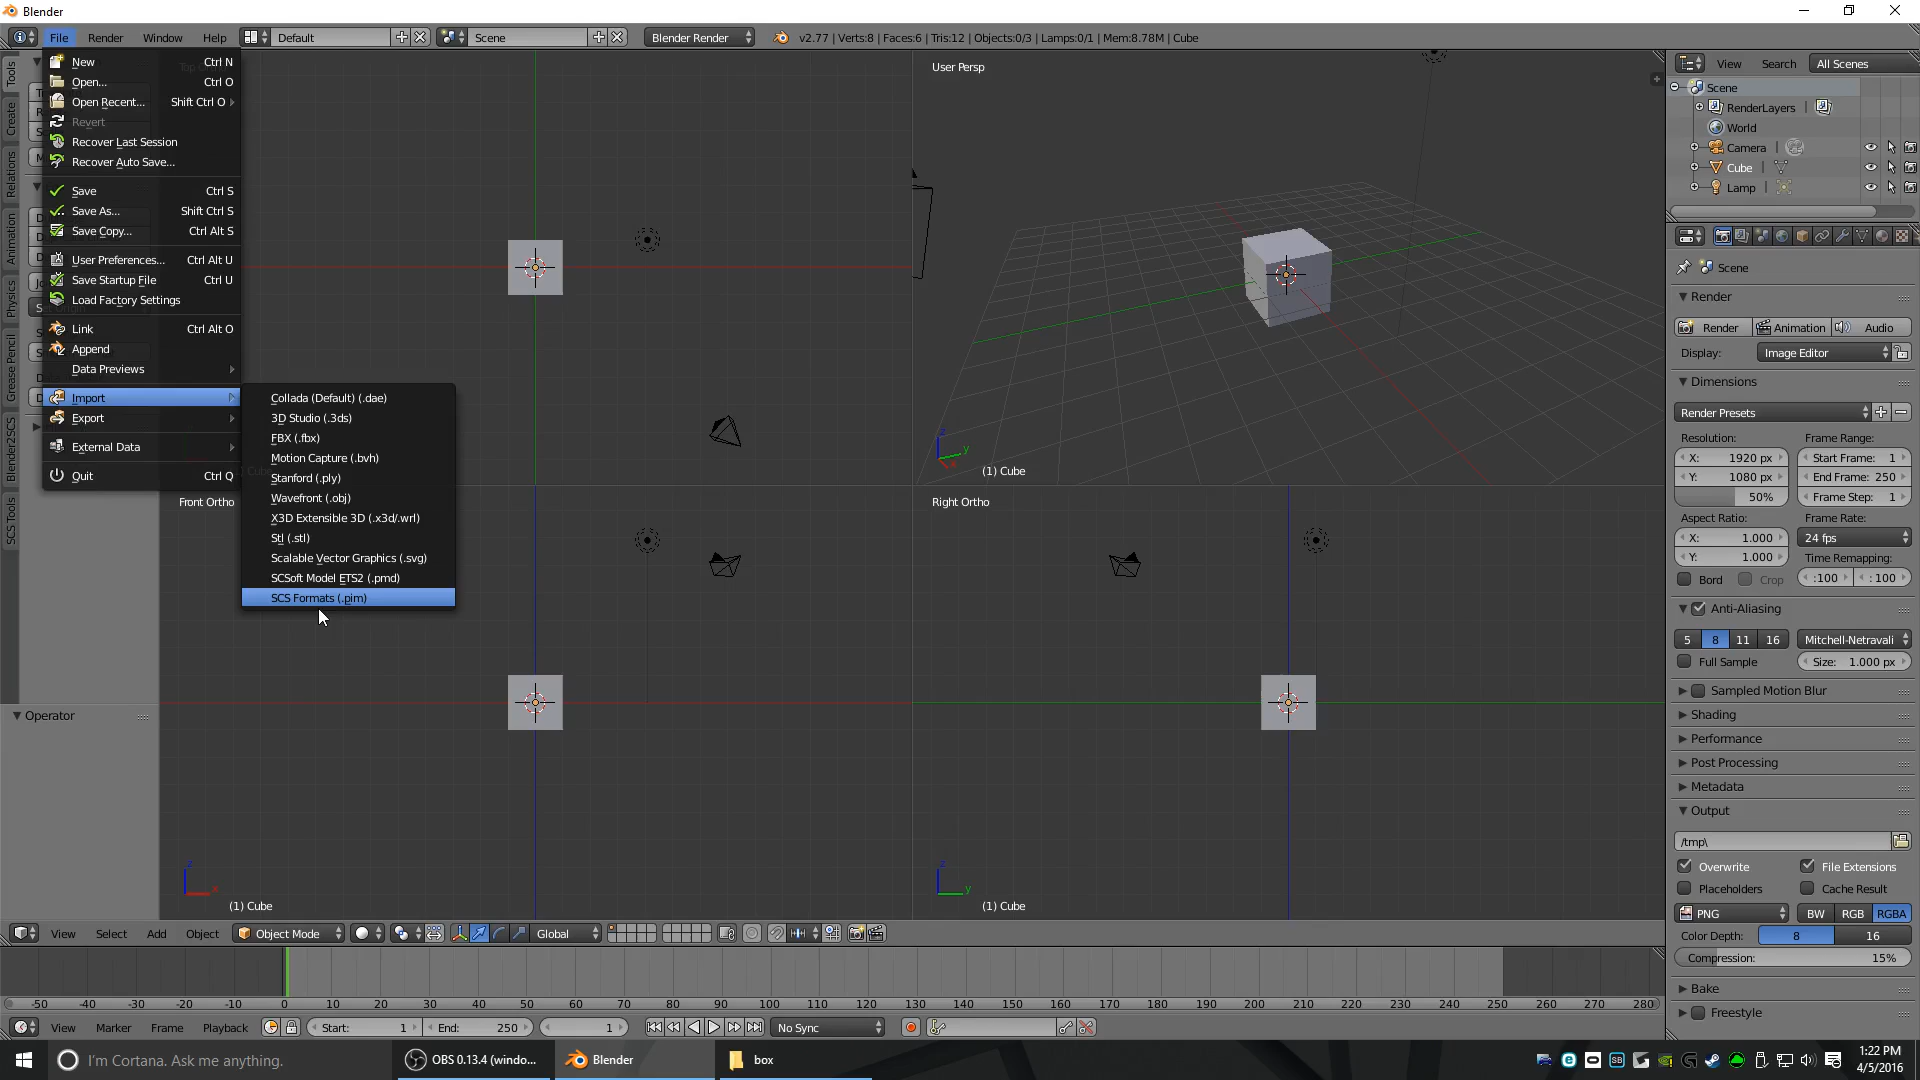 Blender
File Render Window Help Default Scene Blender Render v2.77 | Verts:8 | Faces:6 | Tris:12 | Objects:0/3 | Lamps:0/1 | Mem:8.78M | Cube
New Ctrl N
Open... Ctrl O
Open Recent... Shift Ctrl O
Revert
Recover Last Session
Recover Auto Save...
Save Ctrl S
Save As... Shift Ctrl S
Save Copy... Ctrl Alt S
User Preferences... Ctrl Alt U
Save Startup File Ctrl U
Load Factory Settings
Link Ctrl Alt O
Append
Data Previews
Import
Export
External Data
Quit Ctrl Q
Collada (Default) (.dae)
3D Studio (.3ds)
FBX (.fbx)
Motion Capture (.bvh)
Stanford (.ply)
Wavefront (.obj)
X3D Extensible 3D (.x3d/.wrl)
Stl (.stl)
Scalable Vector Graphics (.svg)
SCSoft Model ETS2 (.pmd)
SCS Formats (.pim)
Tools
Create
Relations
Animation
Physics
Grease Pencil
Blender2SCS
SCS Tools
Operator
User Persp
z
y
x
(1) Cube
Front Ortho
z
x
(1) Cube
Right Ortho
z
y
(1) Cube
View Search All Scenes
Scene
RenderLayers
World
Camera
Cube
Lamp
Scene
Render
Render Animation Audio
Display: Image Editor
Dimensions
Render Presets
Resolution: Frame Range:
X: 1920 px Start Frame: 1
Y: 1080 px End Frame: 250
50% Frame Step: 1
Aspect Ratio: Frame Rate:
X: 1.000 24 fps
Y: 1.000 Time Remapping:
Bord Crop :100 : 100
Anti-Aliasing
5 8 11 16 Mitchell-Netravali
Full Sample Size: 1.000 px
Sampled Motion Blur
Shading
Performance
Post Processing
Metadata
Output
/tmp\
Overwrite File Extensions
Placeholders Cache Result
PNG BW RGB RGBA
Color Depth: 8 16
Compression: 15%
Bake
Freestyle
View Select Add Object Object Mode Global
-50 -40 -30 -20 -10 0 10 20 30 40 50 60 70 80 90 100 110 120 130 140 150 160 170 180 190 200 210 220 230 240 250 260 270 280
View Marker Frame Playback Start: 1 End: 250 1 No Sync
I'm Cortana. Ask me anything. OBS 0.13.4 (windo... Blender box
1:22 PM
4/5/2016